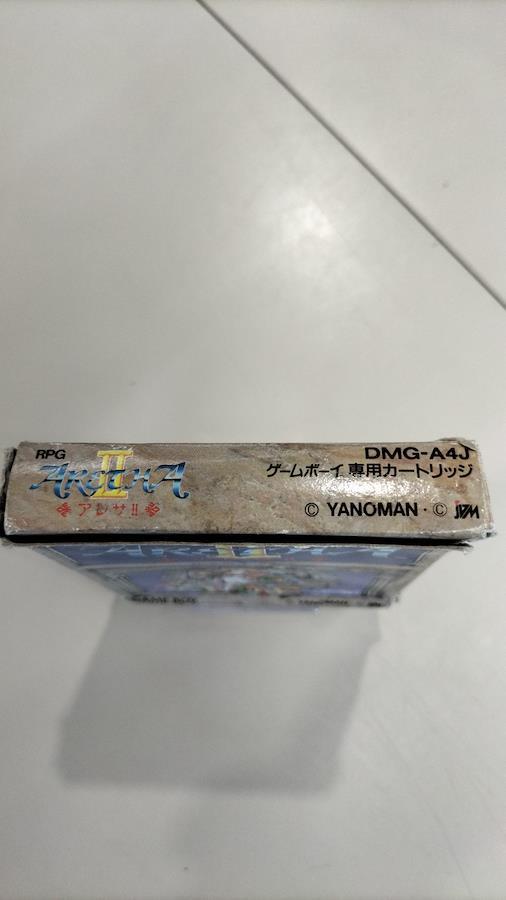 RPG
ARETHA II
アレサII
DMG-A4J
ゲームボーイ専用カートリッジ
© YANOMAN・© JVM